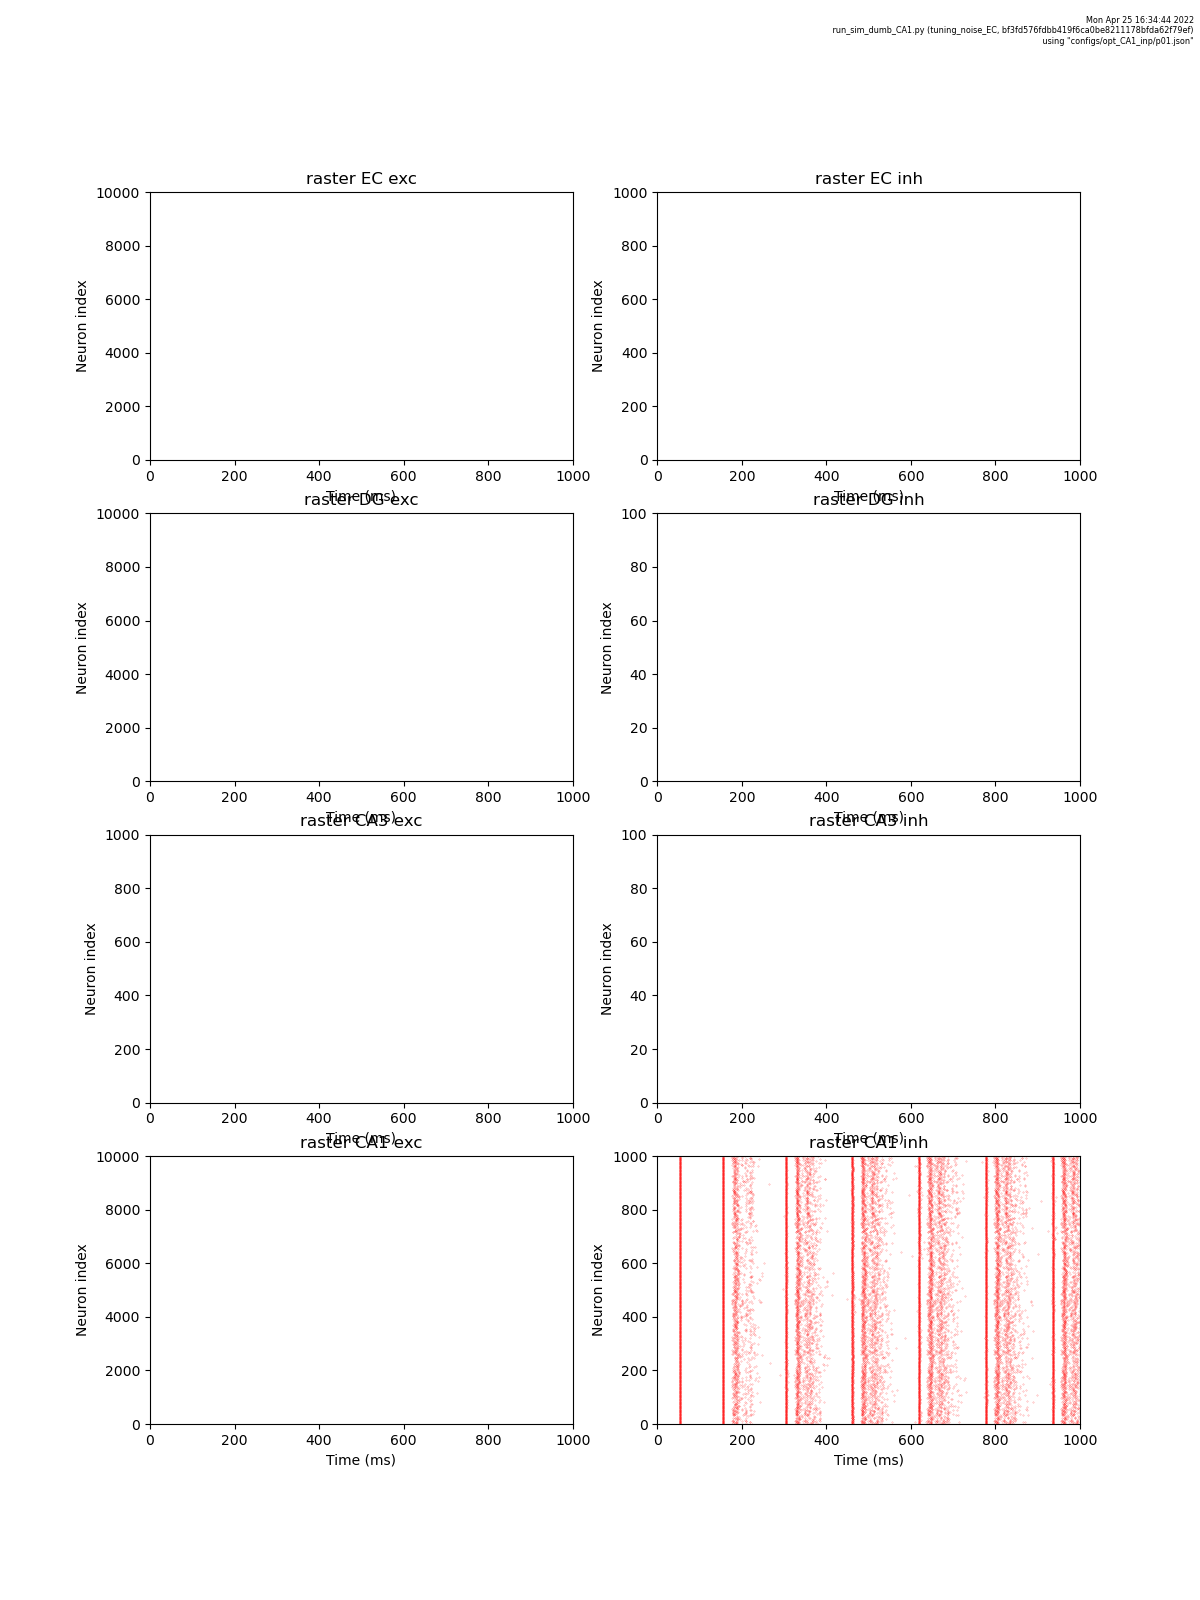 Mon Apr 25 16:34:44 2022
run_sim_dumb_CA1.py (tuning_noise_EC, bf3fd576fdbb419f6ca0be8211178bfda62f79ef)
using "configs/opt_CA1_inp/p01.json"
raster EC exc
10000
8000
6000
4000
2000
0
Neuron index
0 200 400 600 800 1000
Time (ms)
raster EC inh
1000
800
600
400
200
0
Neuron index
0 200 400 600 800 1000
Time (ms)
raster DG exc
10000
8000
6000
4000
2000
0
Neuron index
0 200 400 600 800 1000
Time (ms)
raster DG inh
100
80
60
40
20
0
Neuron index
0 200 400 600 800 1000
Time (ms)
raster CA3 exc
1000
800
600
400
200
0
Neuron index
0 200 400 600 800 1000
Time (ms)
raster CA3 inh
100
80
60
40
20
0
Neuron index
0 200 400 600 800 1000
Time (ms)
raster CA1 exc
10000
8000
6000
4000
2000
0
Neuron index
0 200 400 600 800 1000
Time (ms)
raster CA1 inh
1000
800
600
400
200
0
Neuron index
0 200 400 600 800 1000
Time (ms)